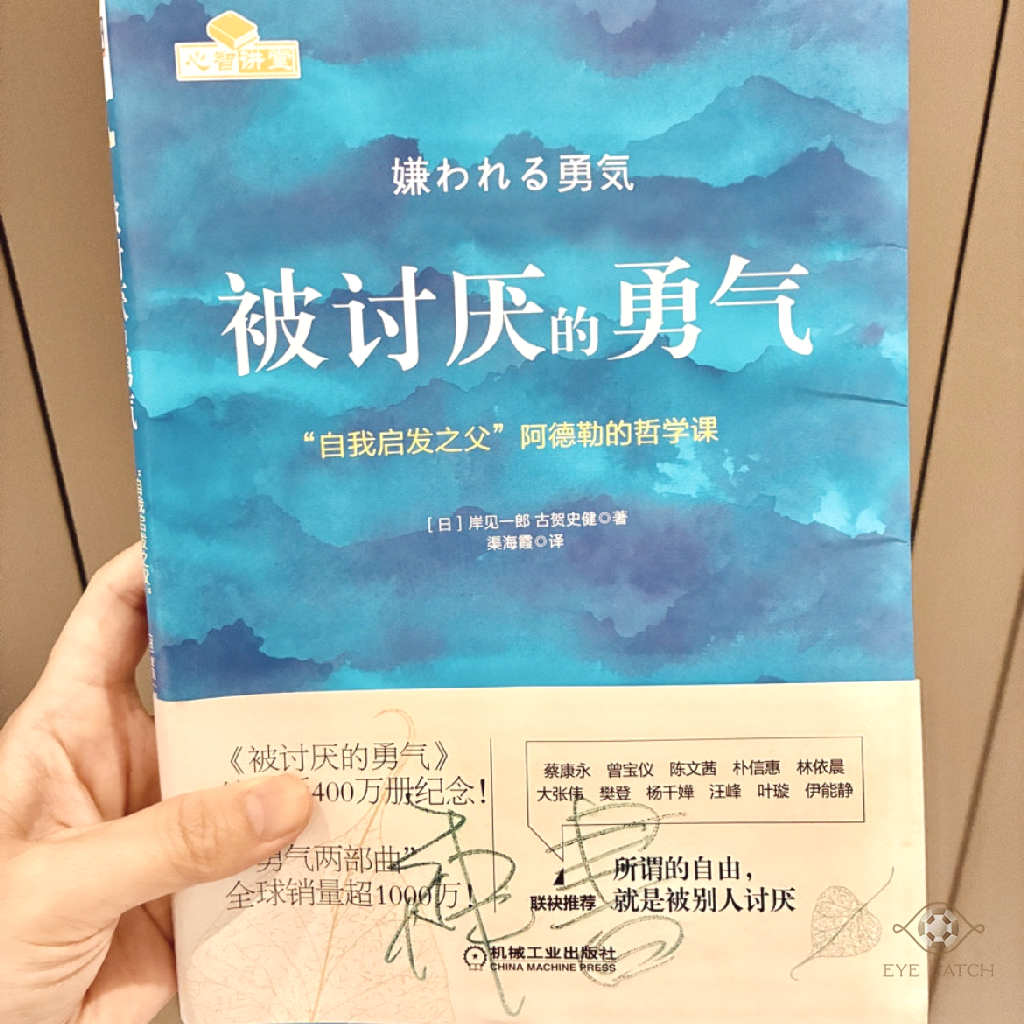 心智讲堂
嫌われる勇気
被讨厌的勇气
“自我启发之父”阿德勒的哲学课
[日]岸见一郎 古贺史健◎著
渠海霞◎译
《被讨厌的勇气》
400万册纪念！
勇气两部曲”
全球销量超1000万！
蔡康永 曾宝仪 陈文茜 朴信惠 林依晨
大张伟 樊登 杨千嬅 汪峰 叶璇 伊能静
联袂推荐
所谓的自由，
就是被别人讨厌
神书
机械工业出版社
CHINA MACHINE PRESS
EYE CATCH